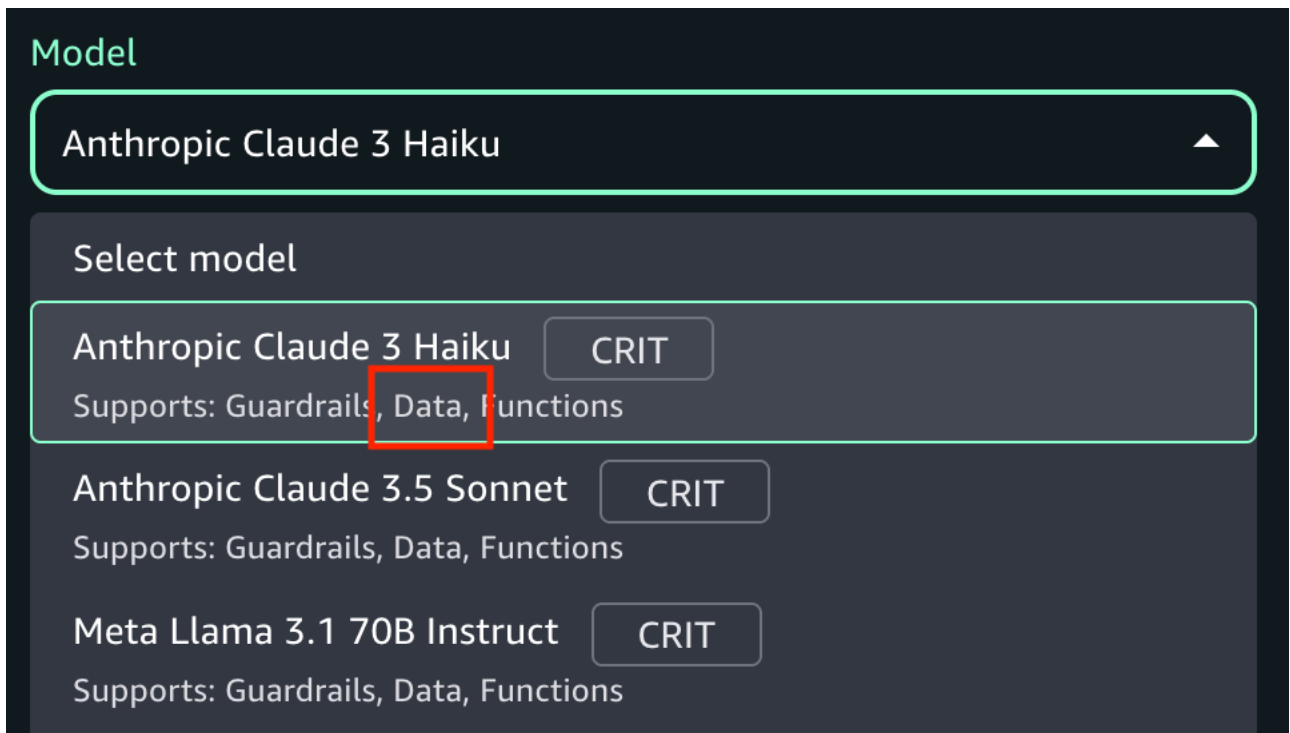 Model
Anthropic Claude 3 Haiku
Select model
Anthropic Claude 3 Haiku CRIT
Supports: Guardrails, Data, Functions
Anthropic Claude 3.5 Sonnet CRIT
Supports: Guardrails, Data, Functions
Meta Llama 3.1 70B Instruct CRIT
Supports: Guardrails, Data, Functions